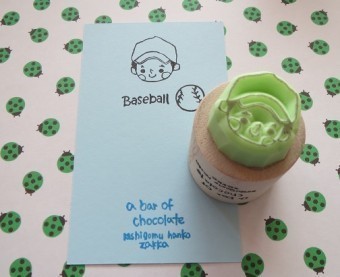 Baseball
a bar of
chocolate
keshigomu hanko
zakka